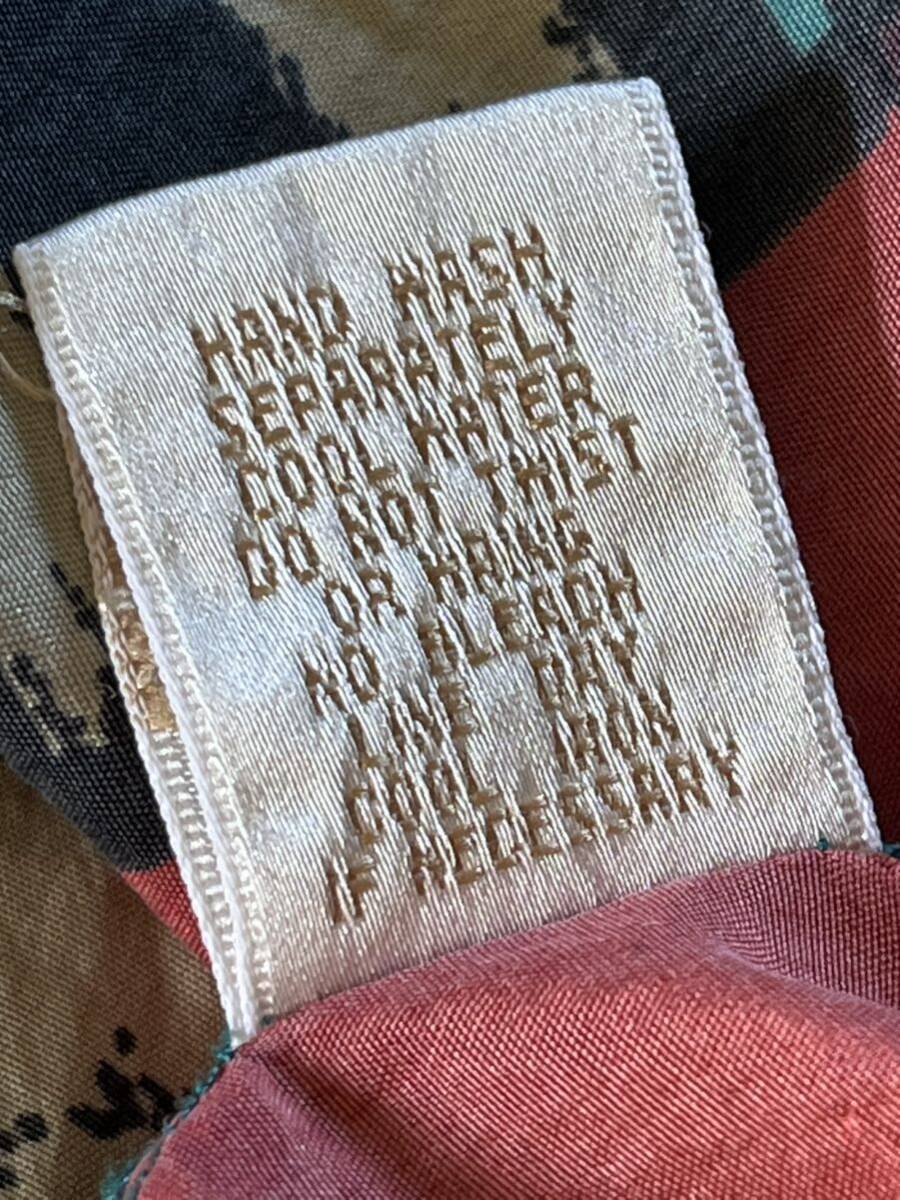 HAND WASH
SEPARATELY
COOL WATER
DO NOT TWIST
OR WRING
NO BLEACH
LINE DRY
COOL IRON
IF NECESSARY